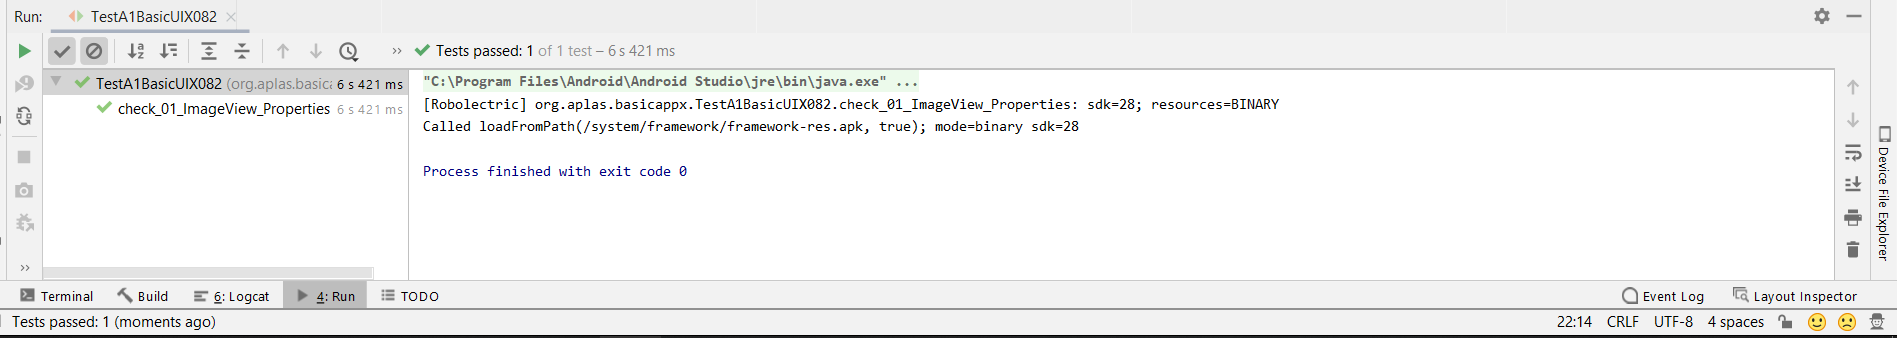 Run: TestA1BasicUIX082
Tests passed: 1 of 1 test – 6 s 421 ms
TestA1BasicUIX082 (org.aplas.basica 6 s 421 ms
check_01_ImageView_Properties 6 s 421 ms
"C:\Program Files\Android\Android Studio\jre\bin\java.exe" ...
[Robolectric] org.aplas.basicappx.TestA1BasicUIX082.check_01_ImageView_Properties: sdk=28; resources=BINARY
Called loadFromPath(/system/framework/framework-res.apk, true); mode=binary sdk=28
Process finished with exit code 0
Device File Explorer
Terminal Build 6: Logcat 4: Run TODO Event Log Layout Inspector
Tests passed: 1 (moments ago) 22:14 CRLF UTF-8 4 spaces